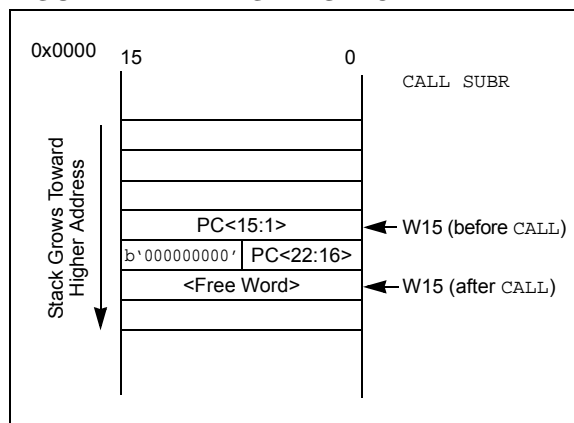 0x0000
15
0
CALL SUBR
Stack Grows Toward
Higher Address
PC<15:1>
W15 (before CALL)
b‘000000000’
PC<22:16>
<Free Word>
W15 (after CALL)